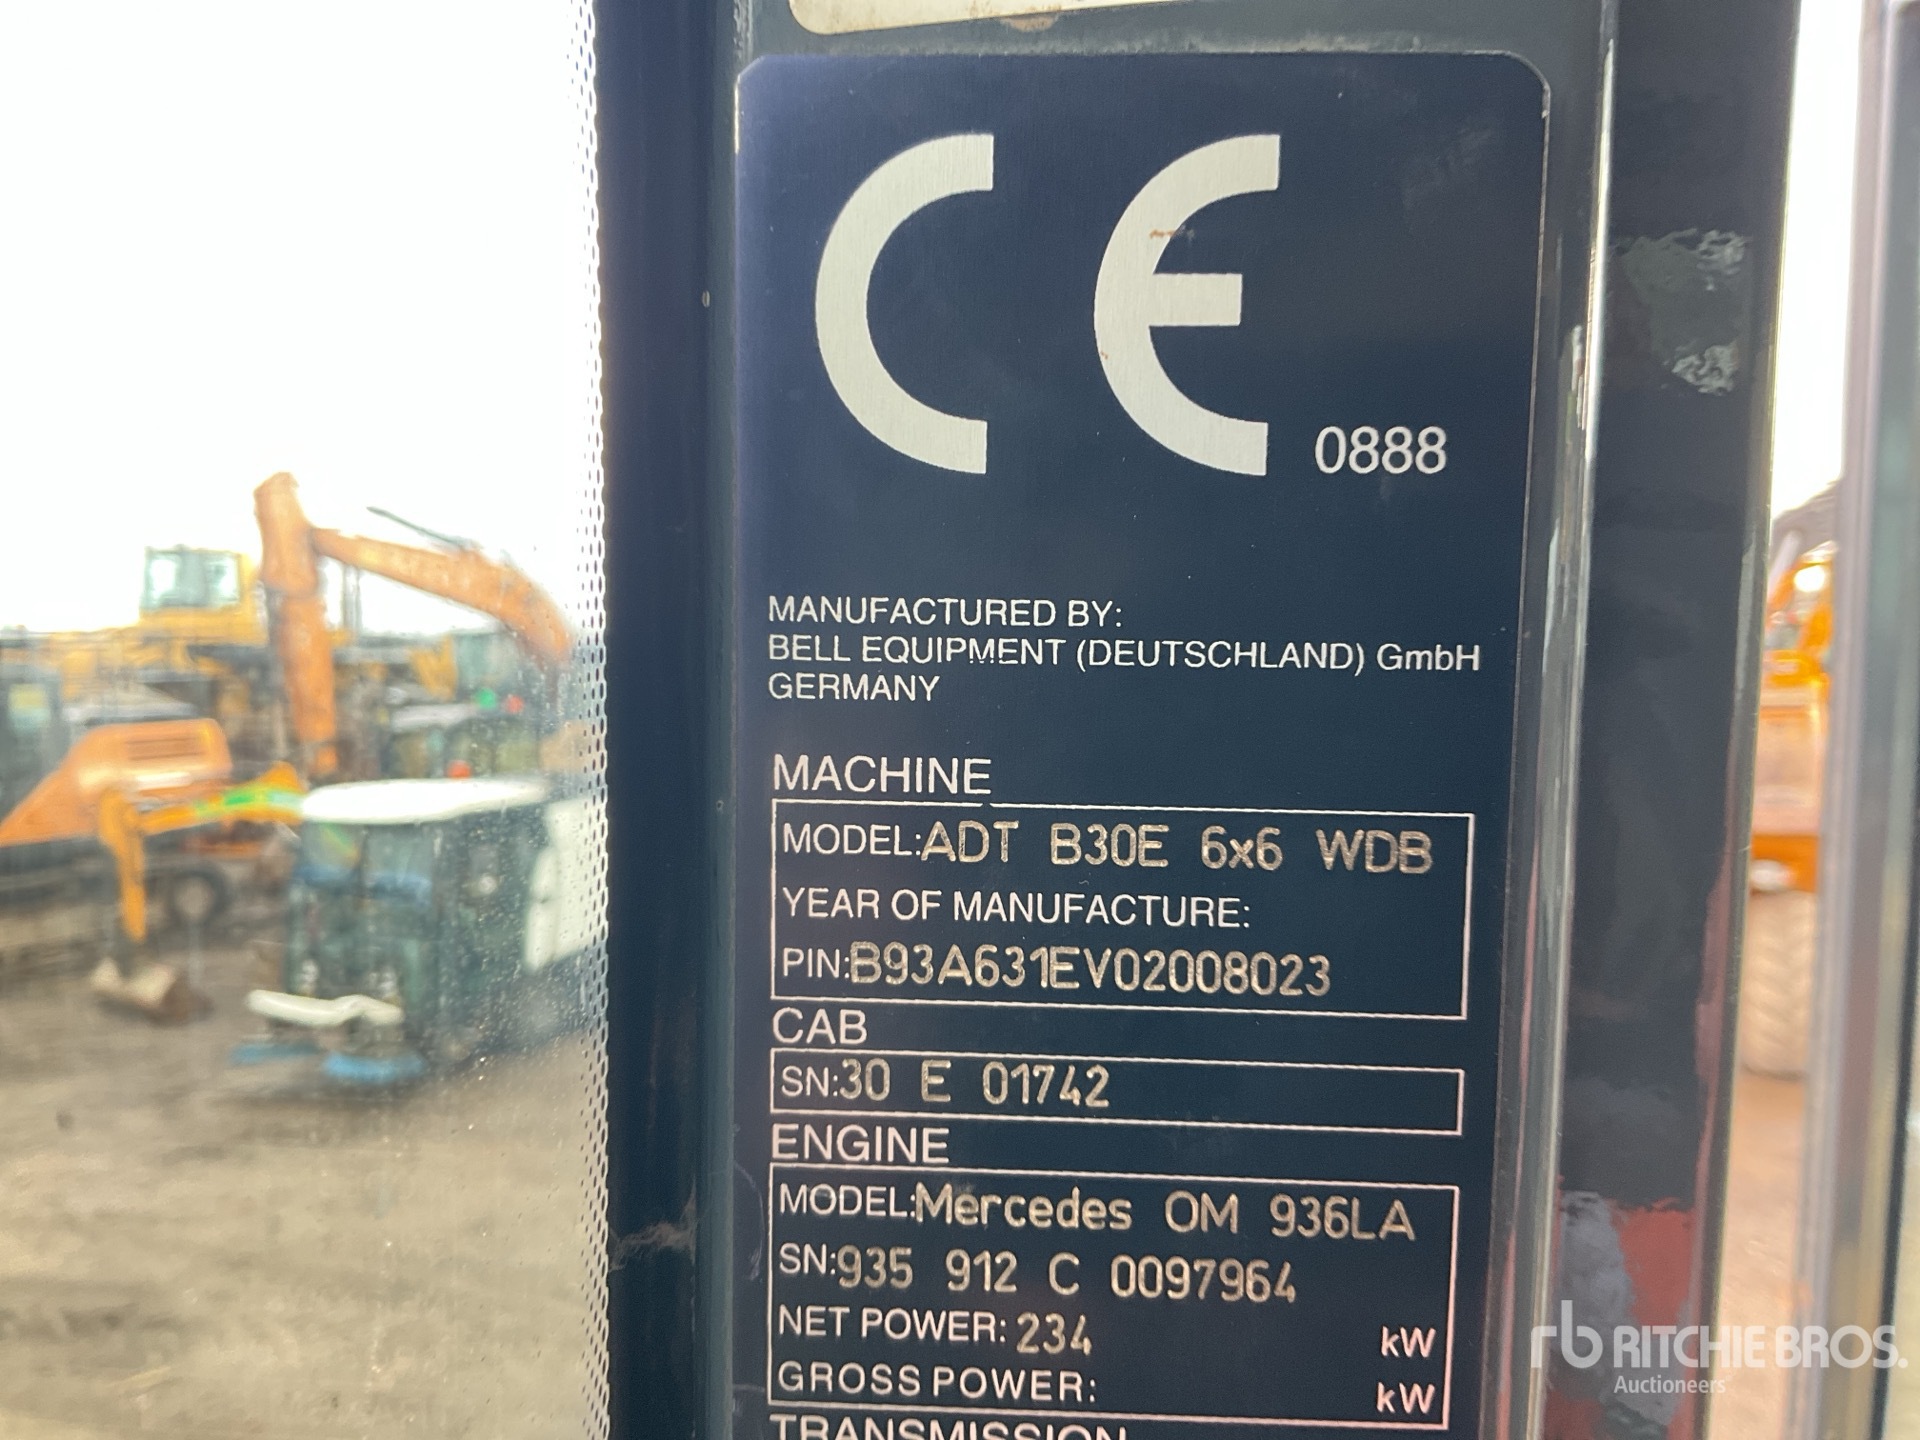 CE
0888
MANUFACTURED BY:
BELL EQUIPMENT (DEUTSCHLAND) GmbH
GERMANY
MACHINE
MODEL:ADT B30E 6x6 WDB
YEAR OF MANUFACTURE:
PIN:B93A631EV02008023
CAB
SN:30 E 01742
ENGINE
MODEL:Mercedes OM 936LA
SN:935 912 C 0097964
NET POWER:234 kW
GROSS POWER: kW
TRANSMISSION
rb RITCHIE BROS.
Auctioneers